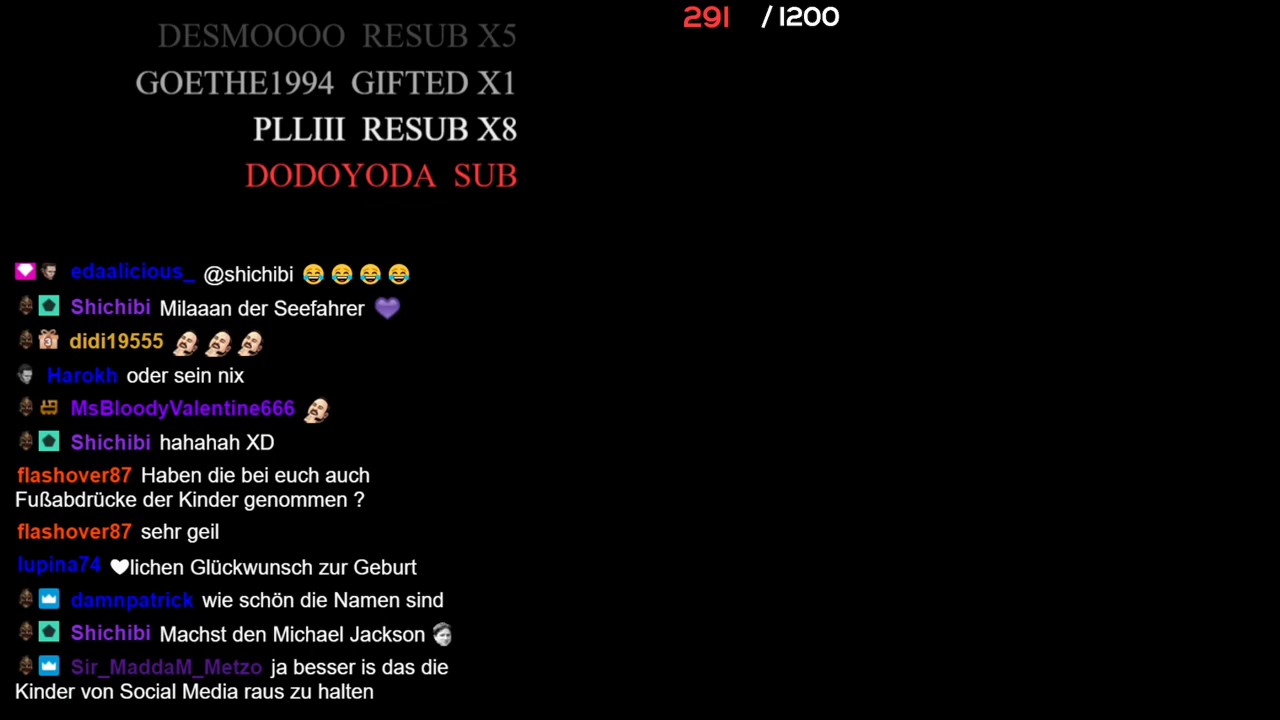 DESMOOOO RESUB X5
291 /1200
GOETHE1994 GIFTED X1
PLLIII RESUB X8
DODOYODA SUB
edaalicious_ @shichibi 😂 😂 😂 😂
Shichibi Milaaan der Seefahrer 💜
didi19555
Harokh oder sein nix
MsBloodyValentine666
Shichibi hahahah XD
flashover87 Haben die bei euch auch
Fußabdrücke der Kinder genommen ?
flashover87 sehr geil
lupina74 ♥lichen Glückwunsch zur Geburt
damnpatrick wie schön die Namen sind
Shichibi Machst den Michael Jackson
Sir_MaddaM_Metzo ja besser is das die
Kinder von Social Media raus zu halten